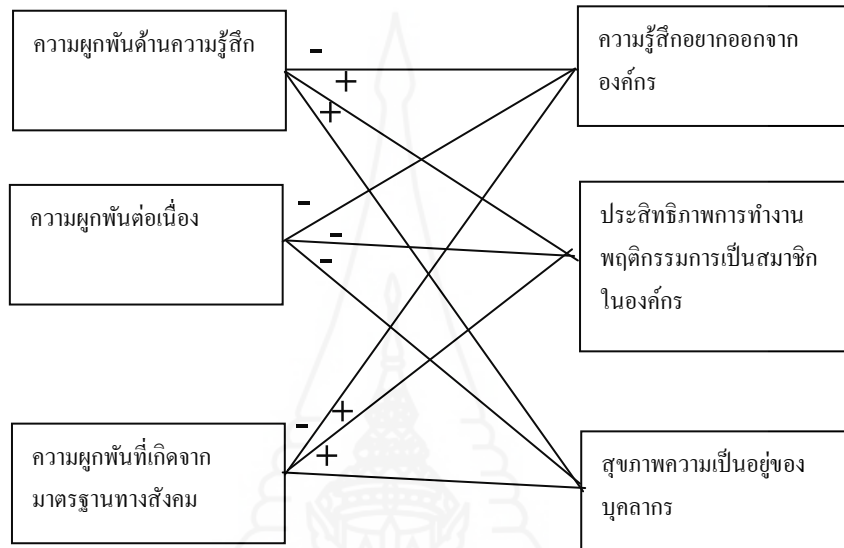 ความผูกพันด้านความรู้สึก
-
+
+
ความรู้สึกอยากออกจาก
องค์กร
ความผูกพันต่อเนื่อง
-
-
-
ประสิทธิภาพการทำงาน
พฤติกรรมการเป็นสมาชิก
ในองค์กร
ความผูกพันที่เกิดจาก
มาตรฐานทางสังคม
-
+
+
สุขภาพความเป็นอยู่ของ
บุคลากร